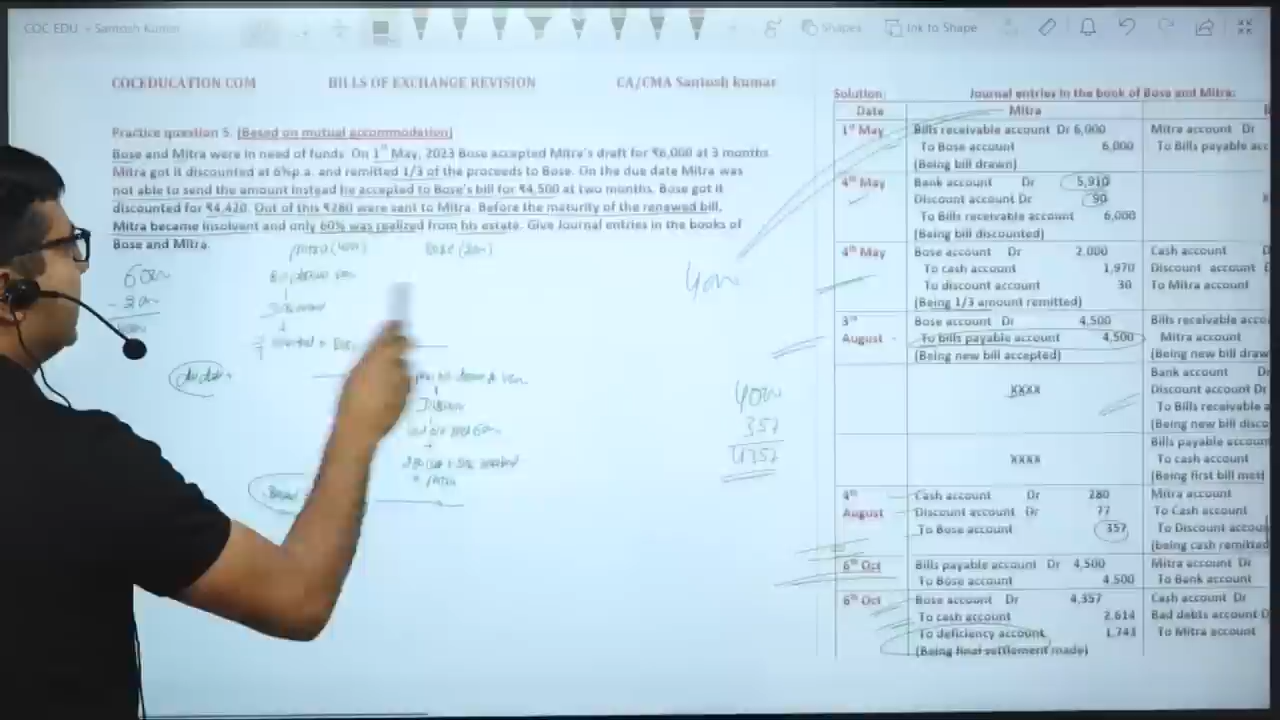 COC EDU - Santosh Kumar
Shapes
Ink to Shape
COCEDUCATION COM BILLS OF EXCHANGE REVISION CA/CMA Santosh kumar
Practice question 5. (Based on mutual accommodation)
Bose and Mitra were in need of funds. On 1st May, 2023 Bose accepted Mitra's draft for ₹6,000 at 3 months.
Mitra got it discounted at 6%p.a. and remitted 1/3 of the proceeds to Bose. On the due date Mitra was
not able to send the amount instead he accepted to Bose's bill for ₹4,500 at two months. Bose got it
discounted for ₹4,420. Out of this ₹280 were sent to Mitra. Before the maturity of the renewed bill,
Mitra became insolvent and only 60% was realized from his estate. Give Journal entries in the books of
Bose and Mitra.
4000
357
4357
Solution: Journal entries in the book of Bose and Mitra:
Date Mitra
1st May Bills receivable account Dr 6,000 Mitra account Dr
To Bose account 6,000 To Bills payable acc
(Being bill drawn)
4th May Bank account Dr 5,910
Discount account Dr 90
To Bills receivable account 6,000
(Being bill discounted)
4th May Bose account Dr 2,000 Cash account
To cash account 1,970 Discount account
To discount account 30 To Mitra account
(Being 1/3 amount remitted)
3rd August Bose account Dr 4,500 Bills receivable acco
To bills payable account 4,500 Mitra account
(Being new bill accepted) (Being new bill draw
Bank account Dr
XXXX Discount account Dr
To Bills receivable a
(Being new bill disco
Bills payable account
XXXX To cash account
(Being first bill met)
4th August Cash account Dr 280 Mitra account
Discount account Dr 77 To Cash account
To Bose account 357 To Discount accou
(being cash remitted
6th Oct Bills payable account Dr 4,500 Mitra account Dr
To Bose account 4,500 To Bank account
6th Oct Bose account Dr 4,357 Cash account Dr
To cash account 2,614 Bad debts account D
To deficiency account 1,743 To Mitra account
(Being final settlement made)